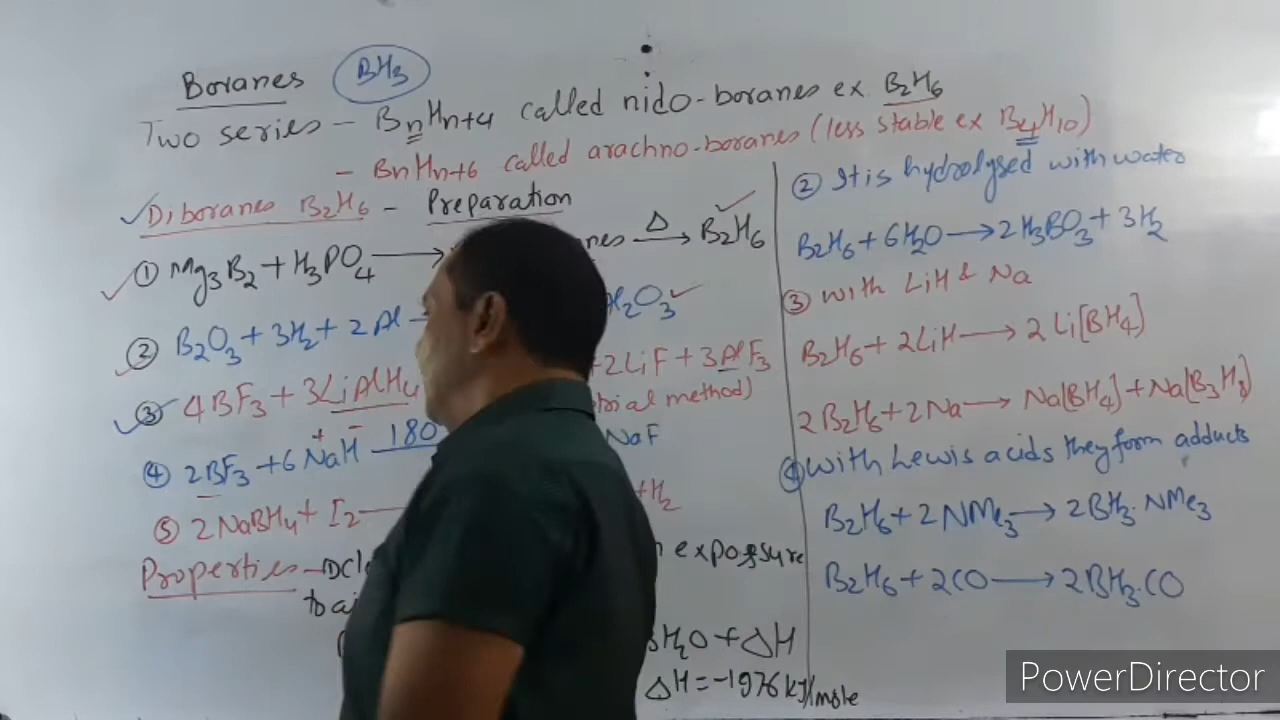 Boranes BH3
Two series - BnHn+4 called nido-boranes ex B2H6
- BnHn+6 called arachno-boranes (less stable ex B4H10)
Diboranes B2H6 - Preparation
① Mg3B2 + H3PO4 ⟶ nes Δ⟶ B2H6
② B2O3 + 3H2 + 2Al Al2O3
③ 4BF3 + 3LiAlH4 + 2LiF + 3AlF3
trial method)
④ 2BF3 + 6Na+H- 180 NaF
⑤ 2NaBH4 + I2 + H2
Properties - exposure
to ai
H2O + ΔH
ΔH = -1976 kJ/mole
② It is hydrolysed with water
B2H6 + 6H2O ⟶ 2H3BO3 + 3H2
③ with LiH & Na
B2H6 + 2LiH ⟶ 2Li[BH4]
2B2H6 + 2Na ⟶ Na[BH4] + Na[B3H8]
④ with Lewis acids they form adducts
B2H6 + 2NMe3 ⟶ 2BH3.NMe3
B2H6 + 2CO ⟶ 2BH3.CO
PowerDirector